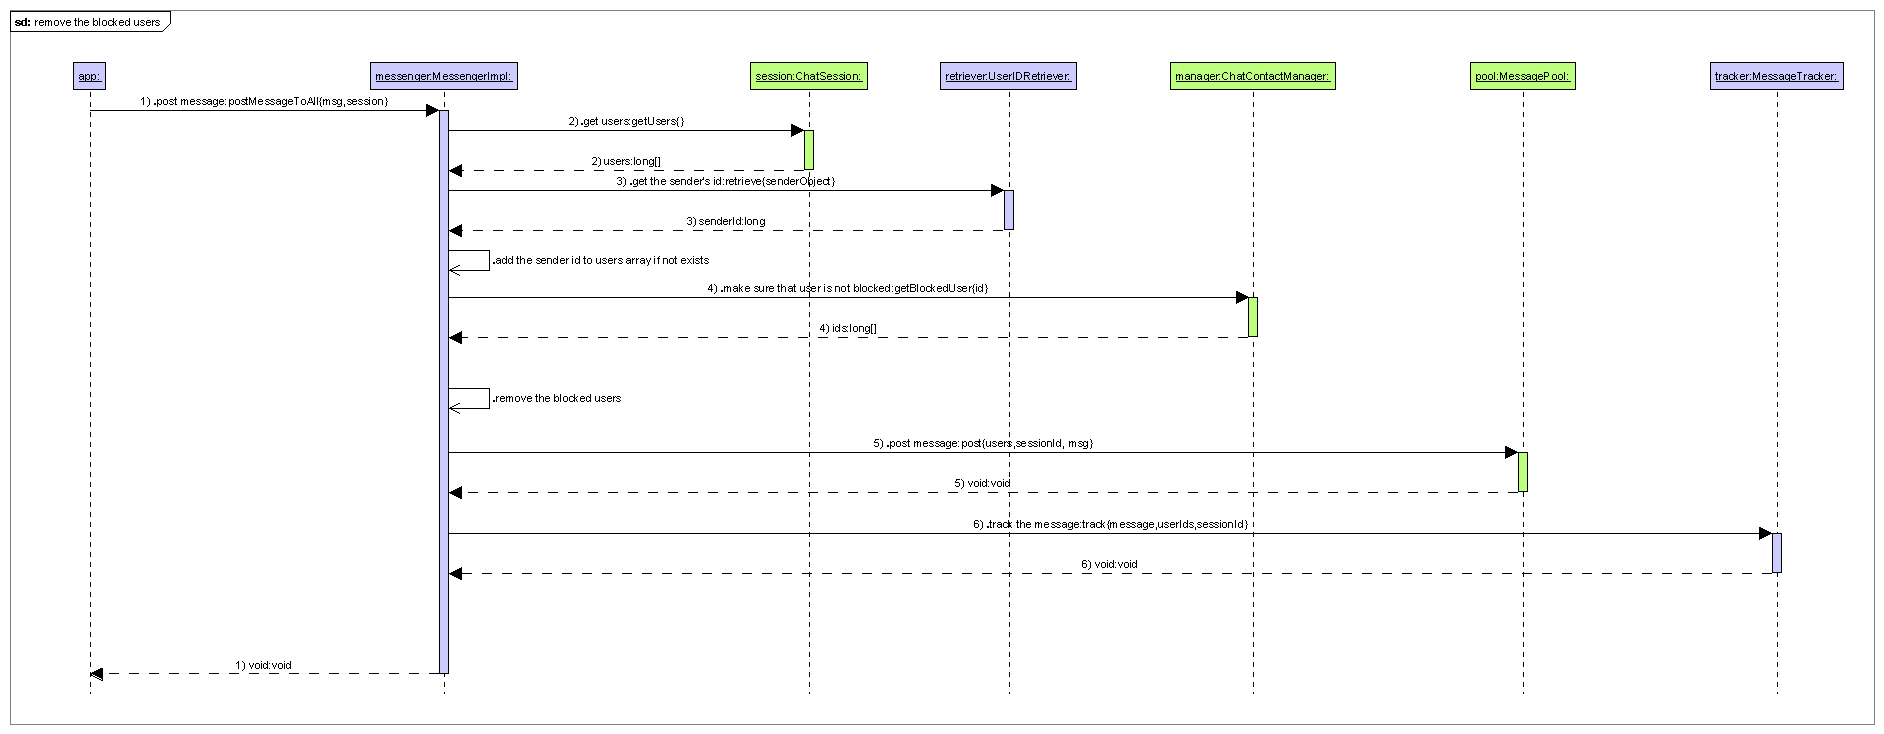 sd: remove the blocked users
app:
messenger:MessengerImpl:
session:ChatSession:
retriever:UserIDRetriever:
manager:ChatContactManager:
pool:MessagePool:
tracker:MessageTracker:
1) .post message:postMessageToAll{msg,session}
2) .get users:getUsers{}
2) users:long[]
3) .get the sender's id:retrieve{senderObject}
3) senderId:long
.add the sender id to users array if not exists
4) .make sure that user is not blocked:getBlockedUser{id}
4) ids:long[]
.remove the blocked users
5) .post message:post{users,sessionId, msg}
5) void:void
6) .track the message:track{message,userIds,sessionId}
6) void:void
1) void:void